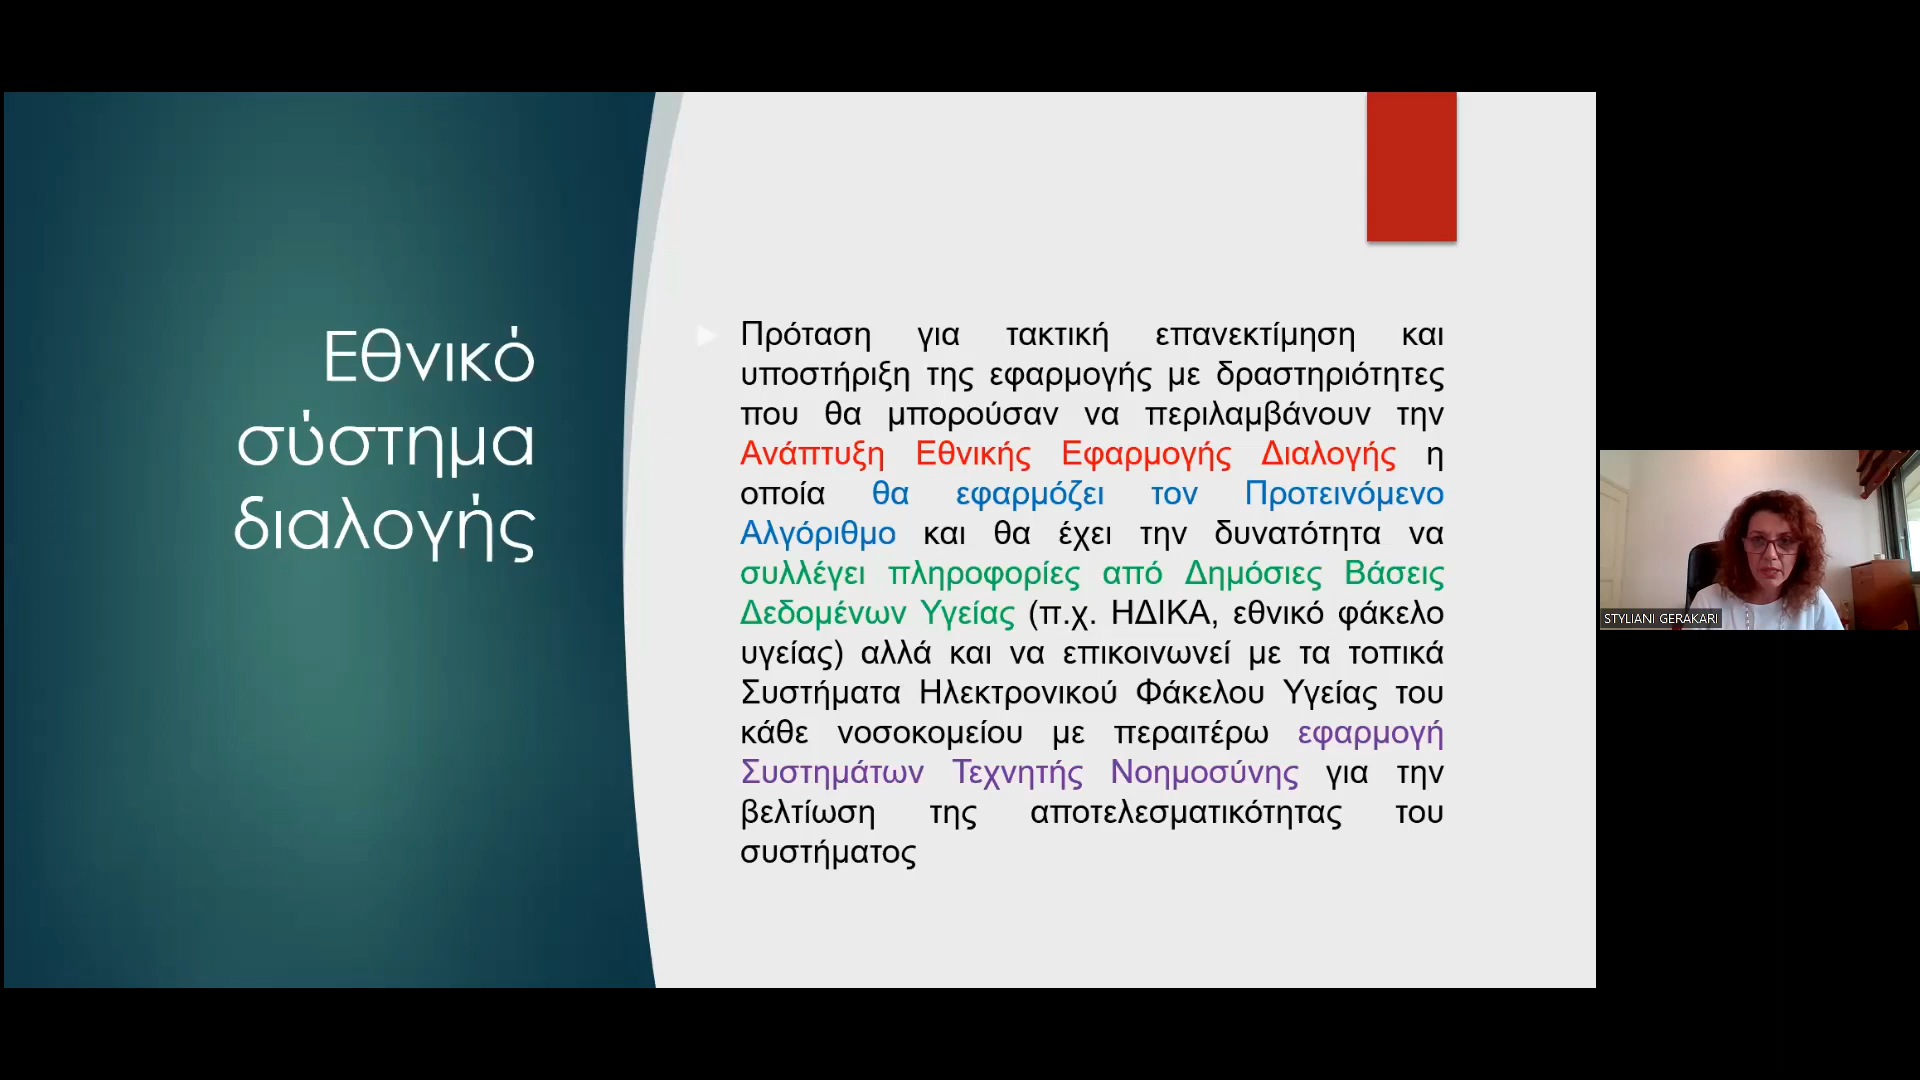 Εθνικό
σύστημα
διαλογής
Πρόταση για τακτική επανεκτίμηση και
υποστήριξη της εφαρμογής με δραστηριότητες
που θα μπορούσαν να περιλαμβάνουν την
Ανάπτυξη Εθνικής Εφαρμογής Διαλογής η
οποία θα εφαρμόζει τον Προτεινόμενο
Αλγόριθμο και θα έχει την δυνατότητα να
συλλέγει πληροφορίες από Δημόσιες Βάσεις
Δεδομένων Υγείας (π.χ. ΗΔΙΚΑ, εθνικό φάκελο
υγείας) αλλά και να επικοινωνεί με τα τοπικά
Συστήματα Ηλεκτρονικού Φάκελου Υγείας του
κάθε νοσοκομείου με περαιτέρω εφαρμογή
Συστημάτων Τεχνητής Νοημοσύνης για την
βελτίωση της αποτελεσματικότητας του
συστήματος
STYLIANI GERAKARI